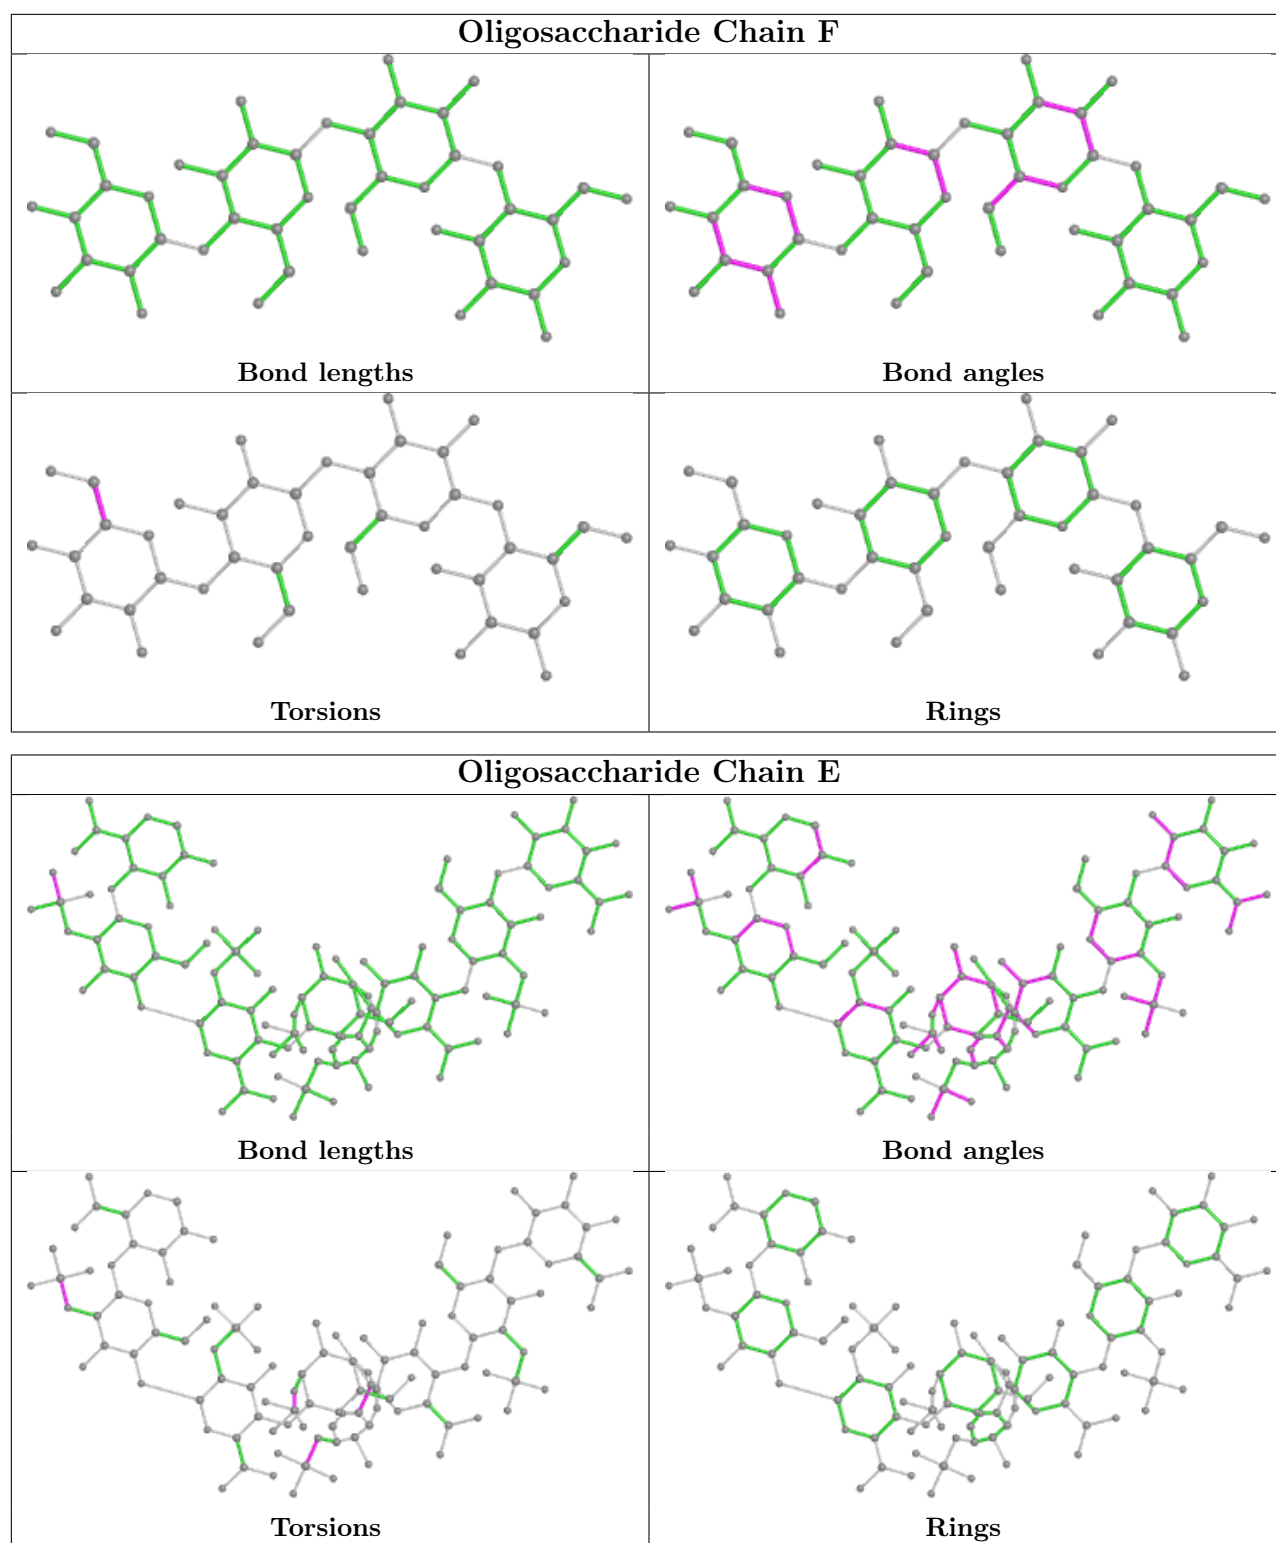 Oligosaccharide Chain F
Bond lengths
Bond angles
Torsions
Rings
Oligosaccharide Chain E
Bond lengths
Bond angles
Torsions
Rings